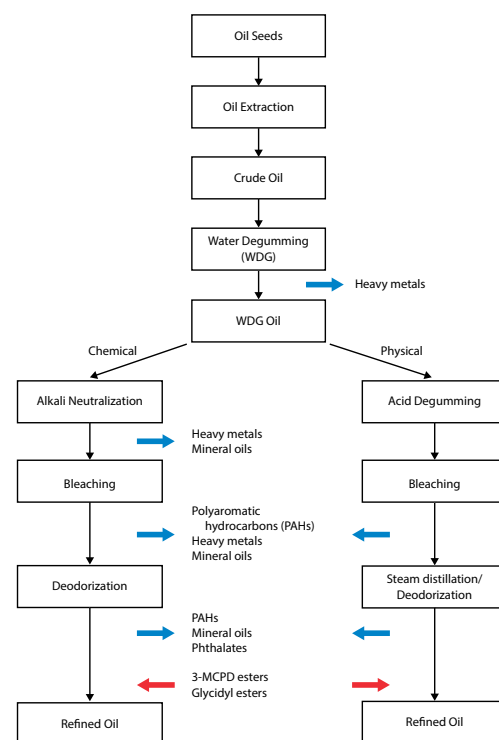 Oil Seeds
Oil Extraction
Crude Oil
Water Degumming
(WDG)
Heavy metals
WDG Oil
Chemical
Physical
Alkali Neutralization
Acid Degumming
Heavy metals
Mineral oils
Bleaching
Bleaching
Polyaromatic
hydrocarbons (PAHs)
Heavy metals
Mineral oils
Deodorization
Steam distillation/
Deodorization
PAHs
Mineral oils
Phthalates
3-MCPD esters
Glycidyl esters
Refined Oil
Refined Oil